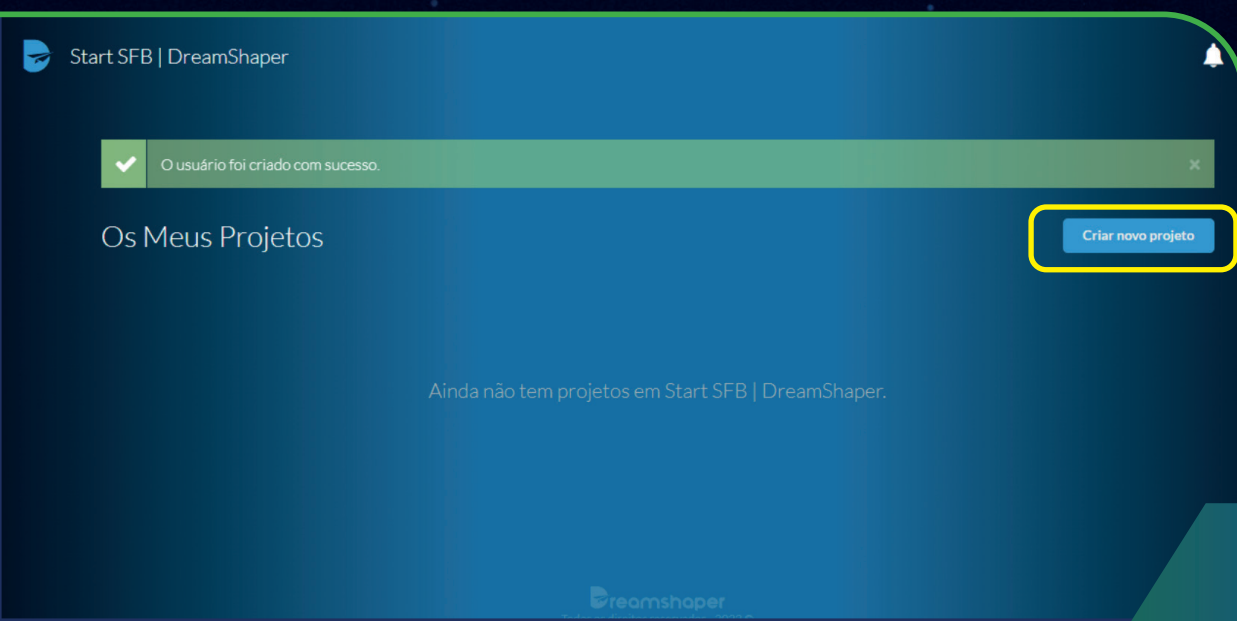 Start SFB | DreamShaper
O usuário foi criado com sucesso.
Os Meus Projetos
Criar novo projeto
Ainda não tem projetos em Start SFB | DreamShaper.
Dreamshaper